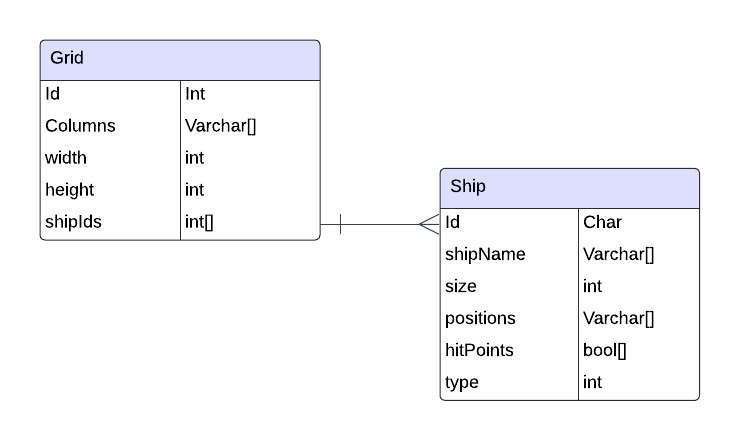 Grid
Id Int
Columns Varchar[]
width int
height int
shipIds int[]
Ship
Id Char
shipName Varchar[]
size int
positions Varchar[]
hitPoints bool[]
type int